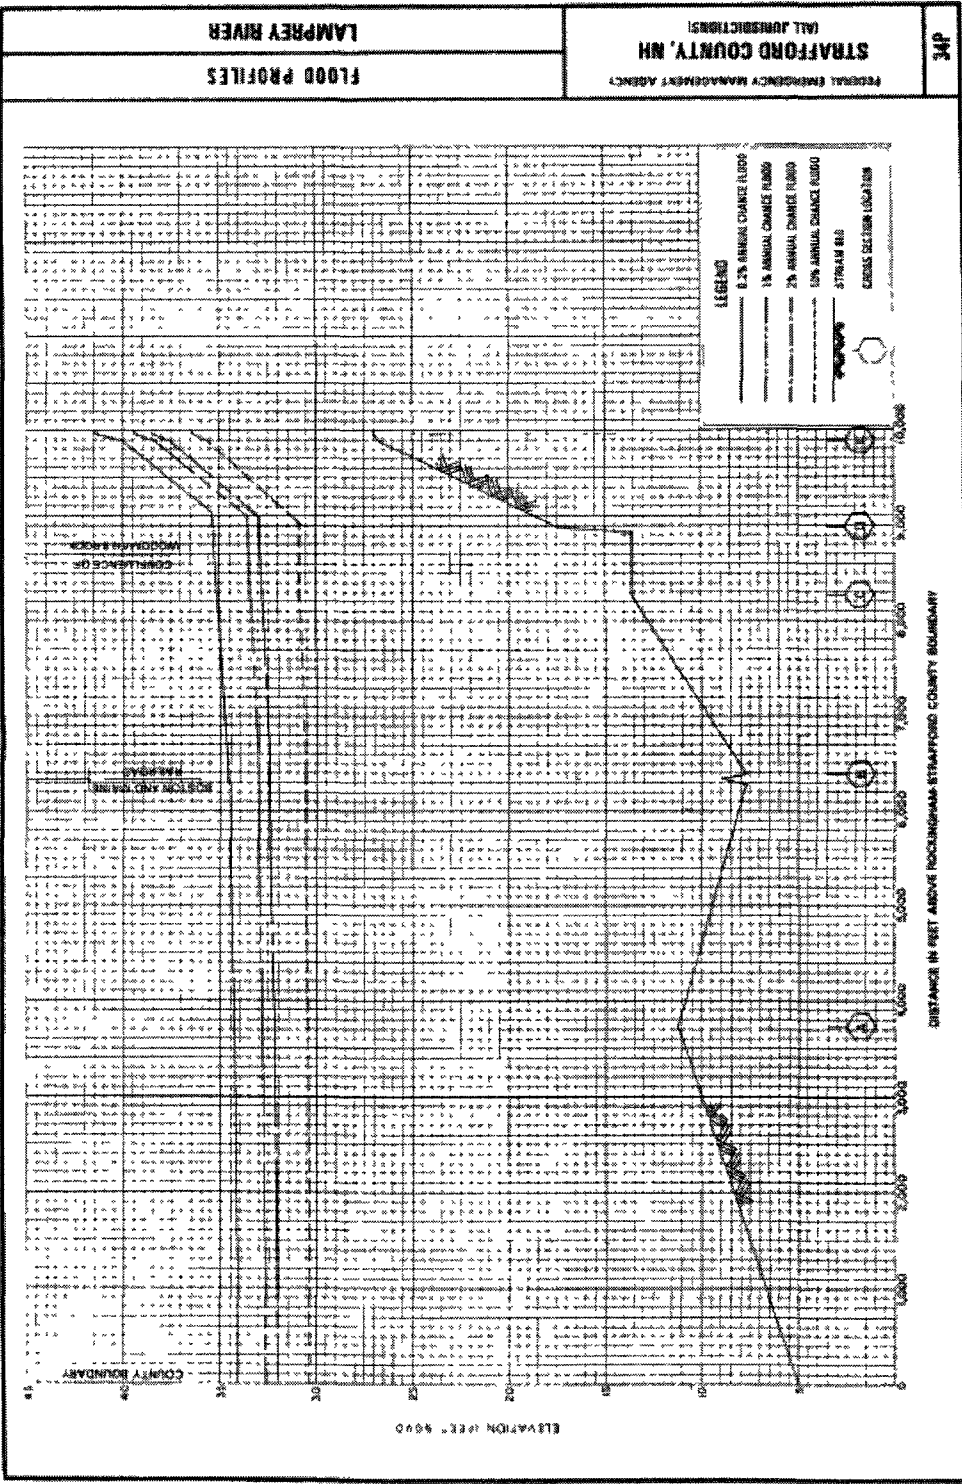 FLOOD PROFILES
LAMPREY RIVER
FEDERAL EMERGENCY MANAGEMENT AGENCY
STRAFFORD COUNTY, NH
(ALL JURISDICTIONS)
34P
COUNTY BOUNDARY
BOSTON AND MAINE
RAILROAD
CONFLUENCE OF
WOODMAN BROOK
LEGEND
0.2% ANNUAL CHANCE FLOOD
1% ANNUAL CHANCE FLOOD
2% ANNUAL CHANCE FLOOD
10% ANNUAL CHANCE FLOOD
STREAM BED
CROSS SECTION LOCATION
ELEVATION (FEET NGVD)
45
40
35
30
25
20
15
10
5
0
1,000
2,000
3,000
4,000
5,000
6,000
7,000
8,000
9,000
10,000
A
B
C
D
E
DISTANCE IN FEET ABOVE ROCKINGHAM-STRAFFORD COUNTY BOUNDARY